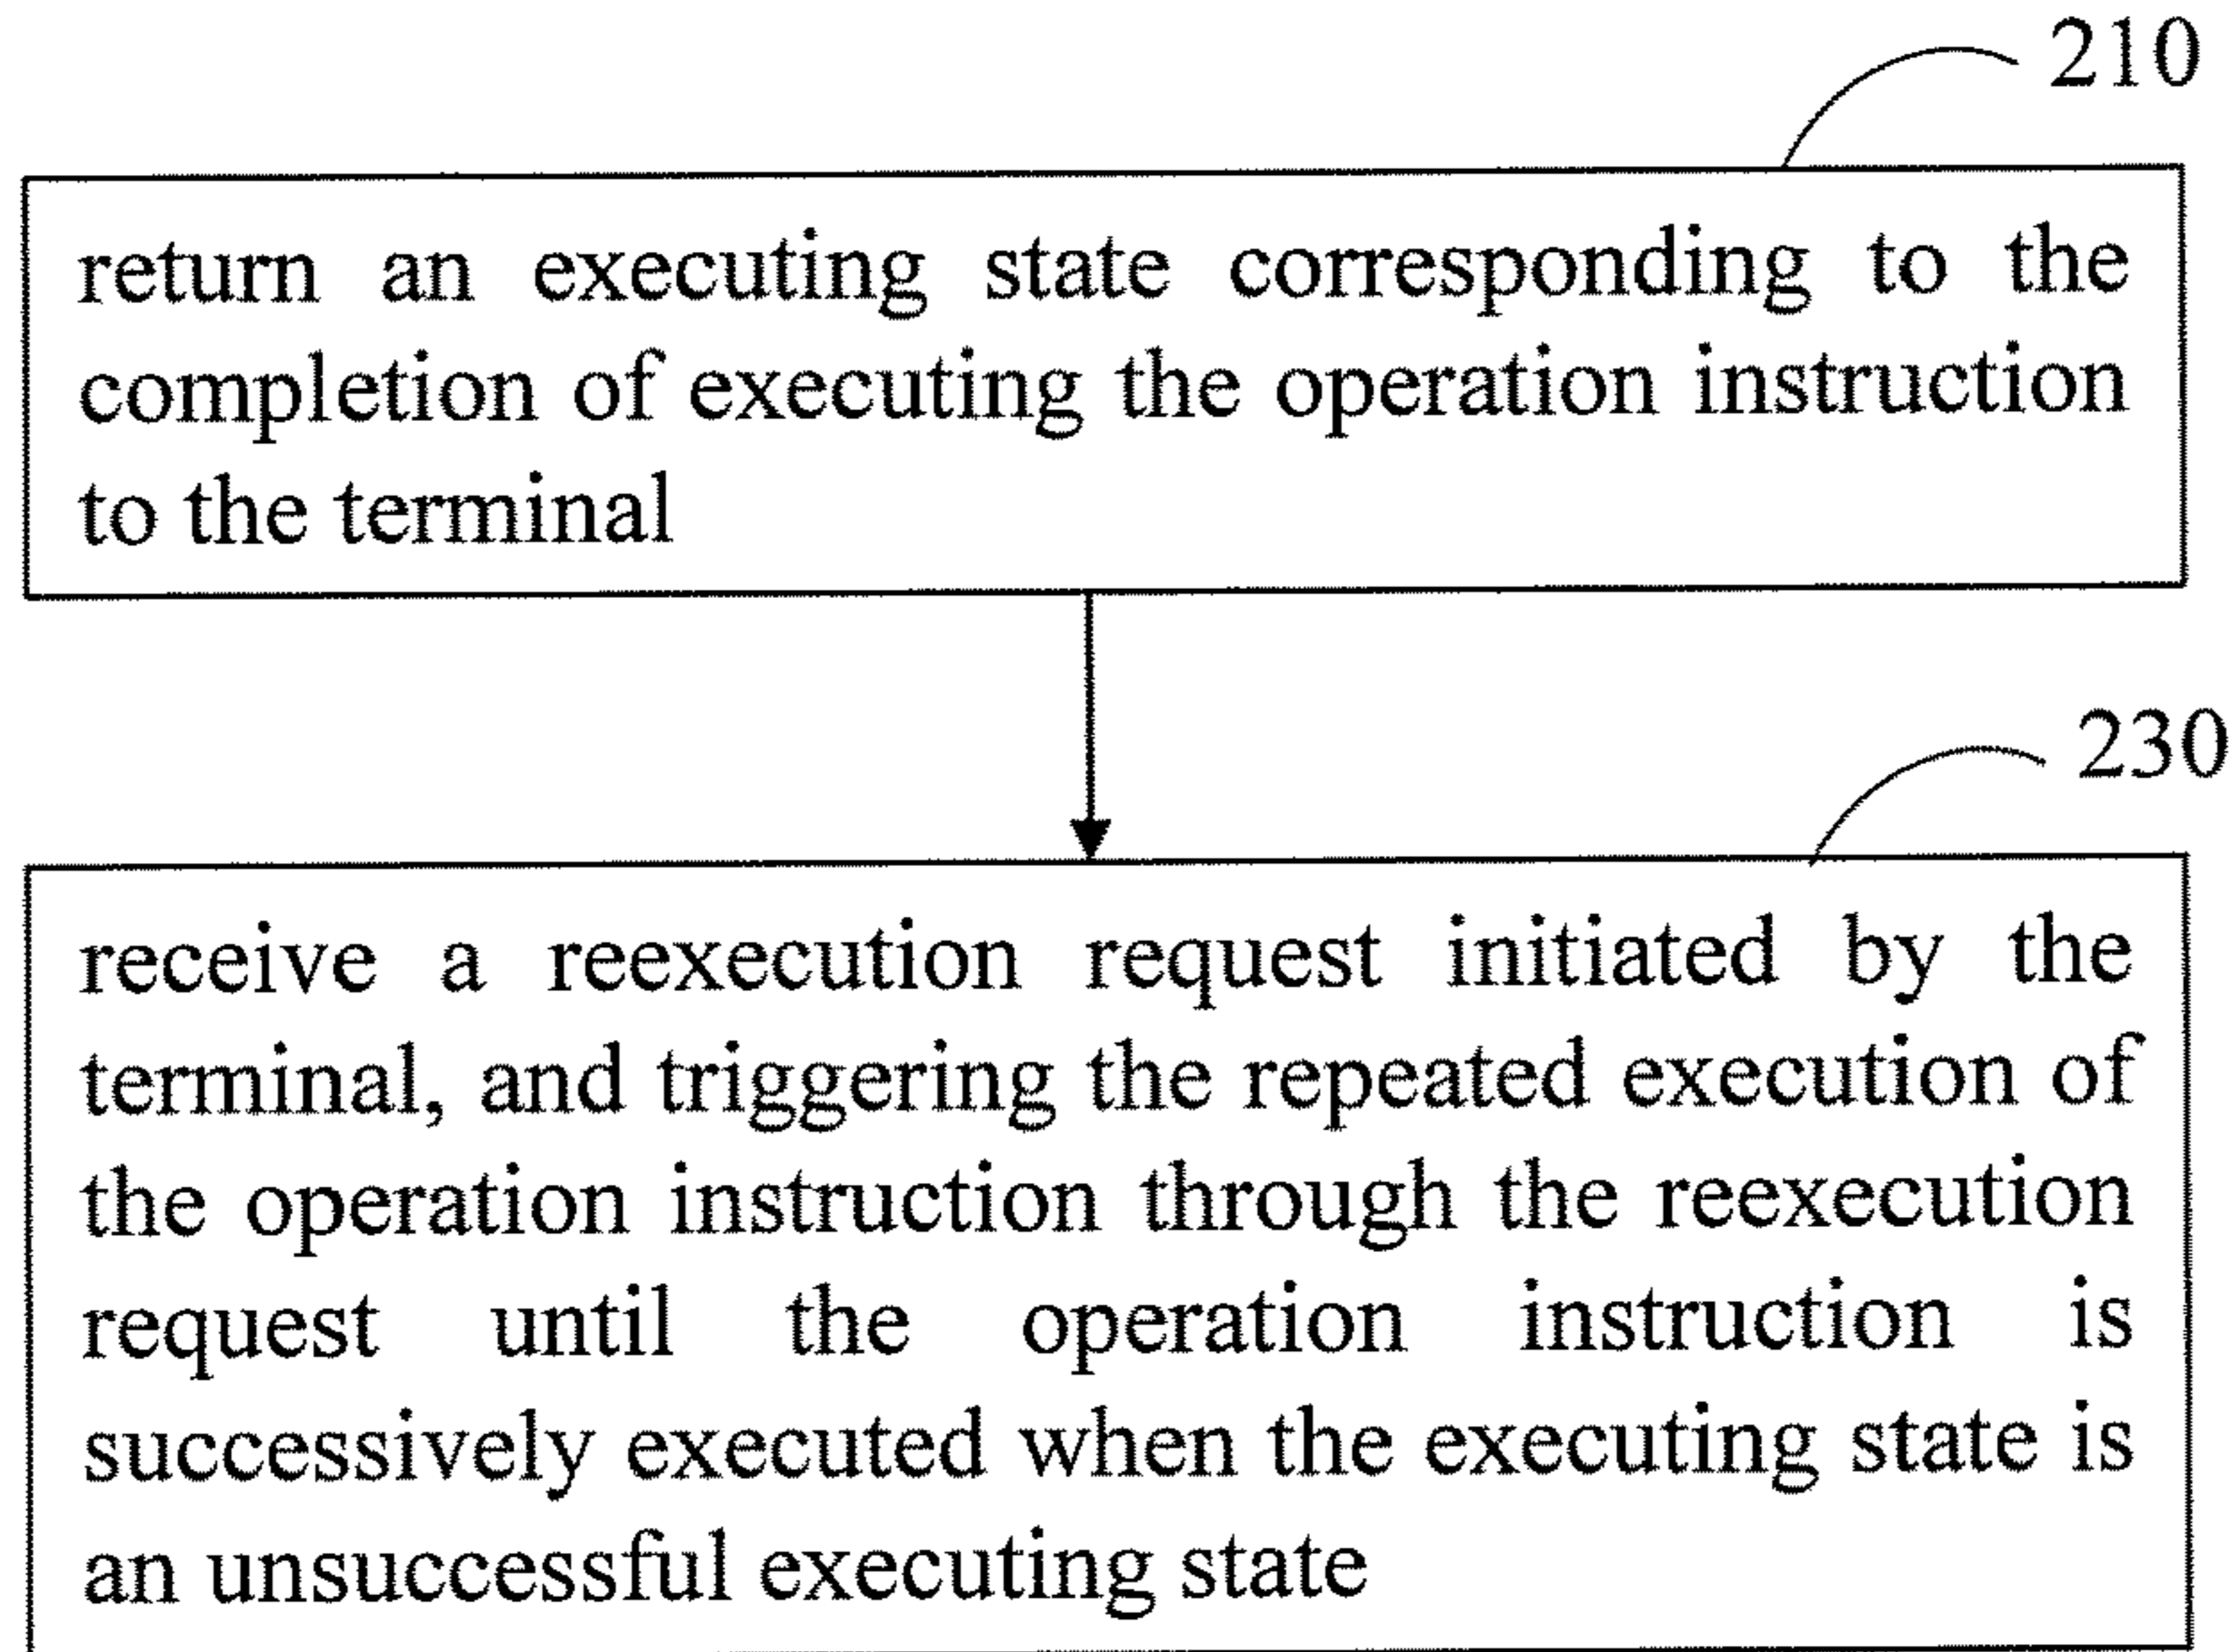 210
return an executing state corresponding to the
completion of executing the operation instruction
to the terminal
230
receive a reexecution request initiated by the
terminal, and triggering the repeated execution of
the operation instruction through the reexecution
request until the operation instruction is
successively executed when the executing state is
an unsuccessful executing state